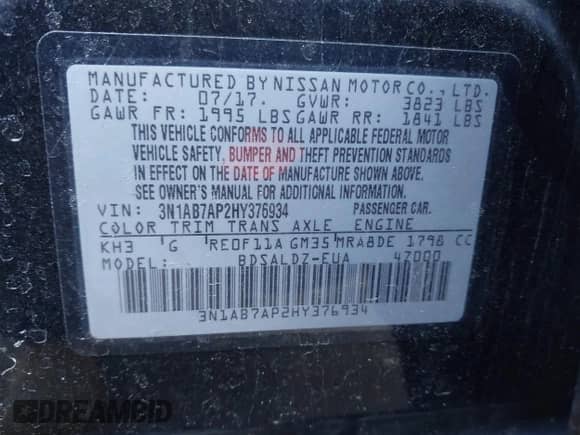 MANUFACTURED BY NISSAN MOTOR CO., LTD.
DATE: 07/17. GVWR: 3823 LBS
GAWR FR: 1995 LBS GAWR RR: 1841 LBS
THIS VEHICLE CONFORMS TO ALL APPLICABLE FEDERAL MOTOR
VEHICLE SAFETY, BUMPER AND THEFT PREVENTION STANDARDS
IN EFFECT ON THE DATE OF MANUFACTURE SHOWN ABOVE.
SEE OWNER'S MANUAL FOR ADDITIONAL INFORMATION.
VIN: 3N1AB7AP2HY376934 PASSENGER CAR.
COLOR TRIM TRANS AXLE ENGINE
KH3 G RE0F11A GM35 MRA8DE 1798 CC
MODEL: BDSALDZ-EUA 47000
3N1AB7AP2HY376934
DREAMCID